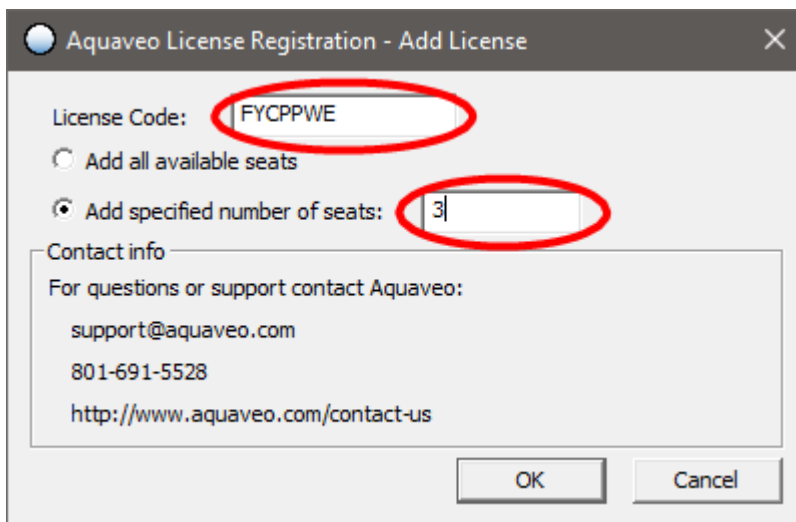 Aquaveo License Registration - Add License
License Code: FYCPPWE
Add all available seats
Add specified number of seats: 3
Contact info
For questions or support contact Aquaveo:
support@aquaveo.com
801-691-5528
http://www.aquaveo.com/contact-us
OK Cancel